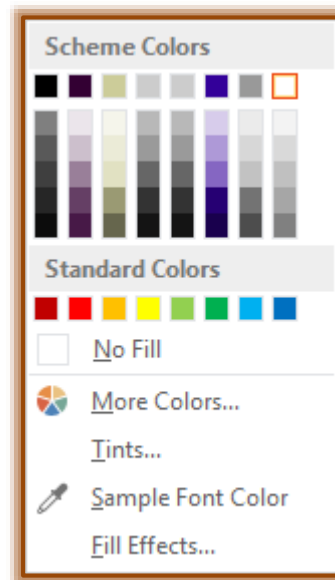 Scheme Colors
Standard Colors
No Fill
More Colors...
Tints...
Sample Font Color
Fill Effects...